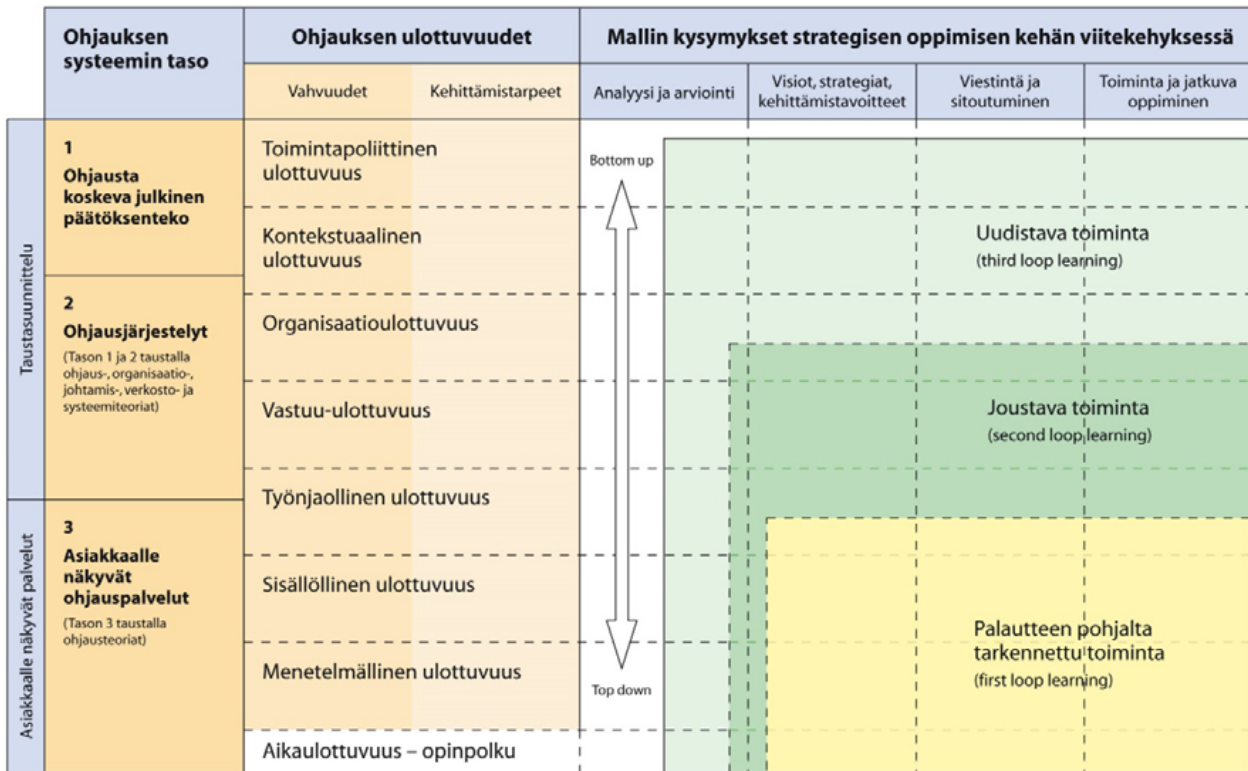 Ohjauksen
systeemin taso
Ohjauksen ulottuvuudet
Mallin kysymykset strategisen oppimisen kehän viitekehyksessä
Vahvuudet
Kehittämistarpeet
Analyysi ja arviointi
Visiot, strategiat,
kehittämistavoitteet
Viestintä ja
sitoutuminen
Toiminta ja jatkuva
oppiminen
Taustasuunnittelu
1
Ohjausta
koskeva julkinen
päätöksenteko
2
Ohjausjärjestelyt
(Tason 1 ja 2 taustalla
ohjaus-, organisaatio-,
johtamis-, verkosto- ja
systeemiteoriat)
Asiakkaalle näkyvät palvelut
3
Asiakkaalle
näkyvät
ohjauspalvelut
(Tason 3 taustalla
ohjausteoriat)
Toimintapoliittinen
ulottuvuus
Kontekstuaalinen
ulottuvuus
Organisaatioulottuvuus
Vastuu-ulottuvuus
Työnjaollinen ulottuvuus
Sisällöllinen ulottuvuus
Menetelmällinen ulottuvuus
Aikaulottuvuus – opinpolku
Bottom up
Top down
Uudistava toiminta
(third loop learning)
Joustava toiminta
(second loop learning)
Palautteen pohjalta
tarkennettu toiminta
(first loop learning)